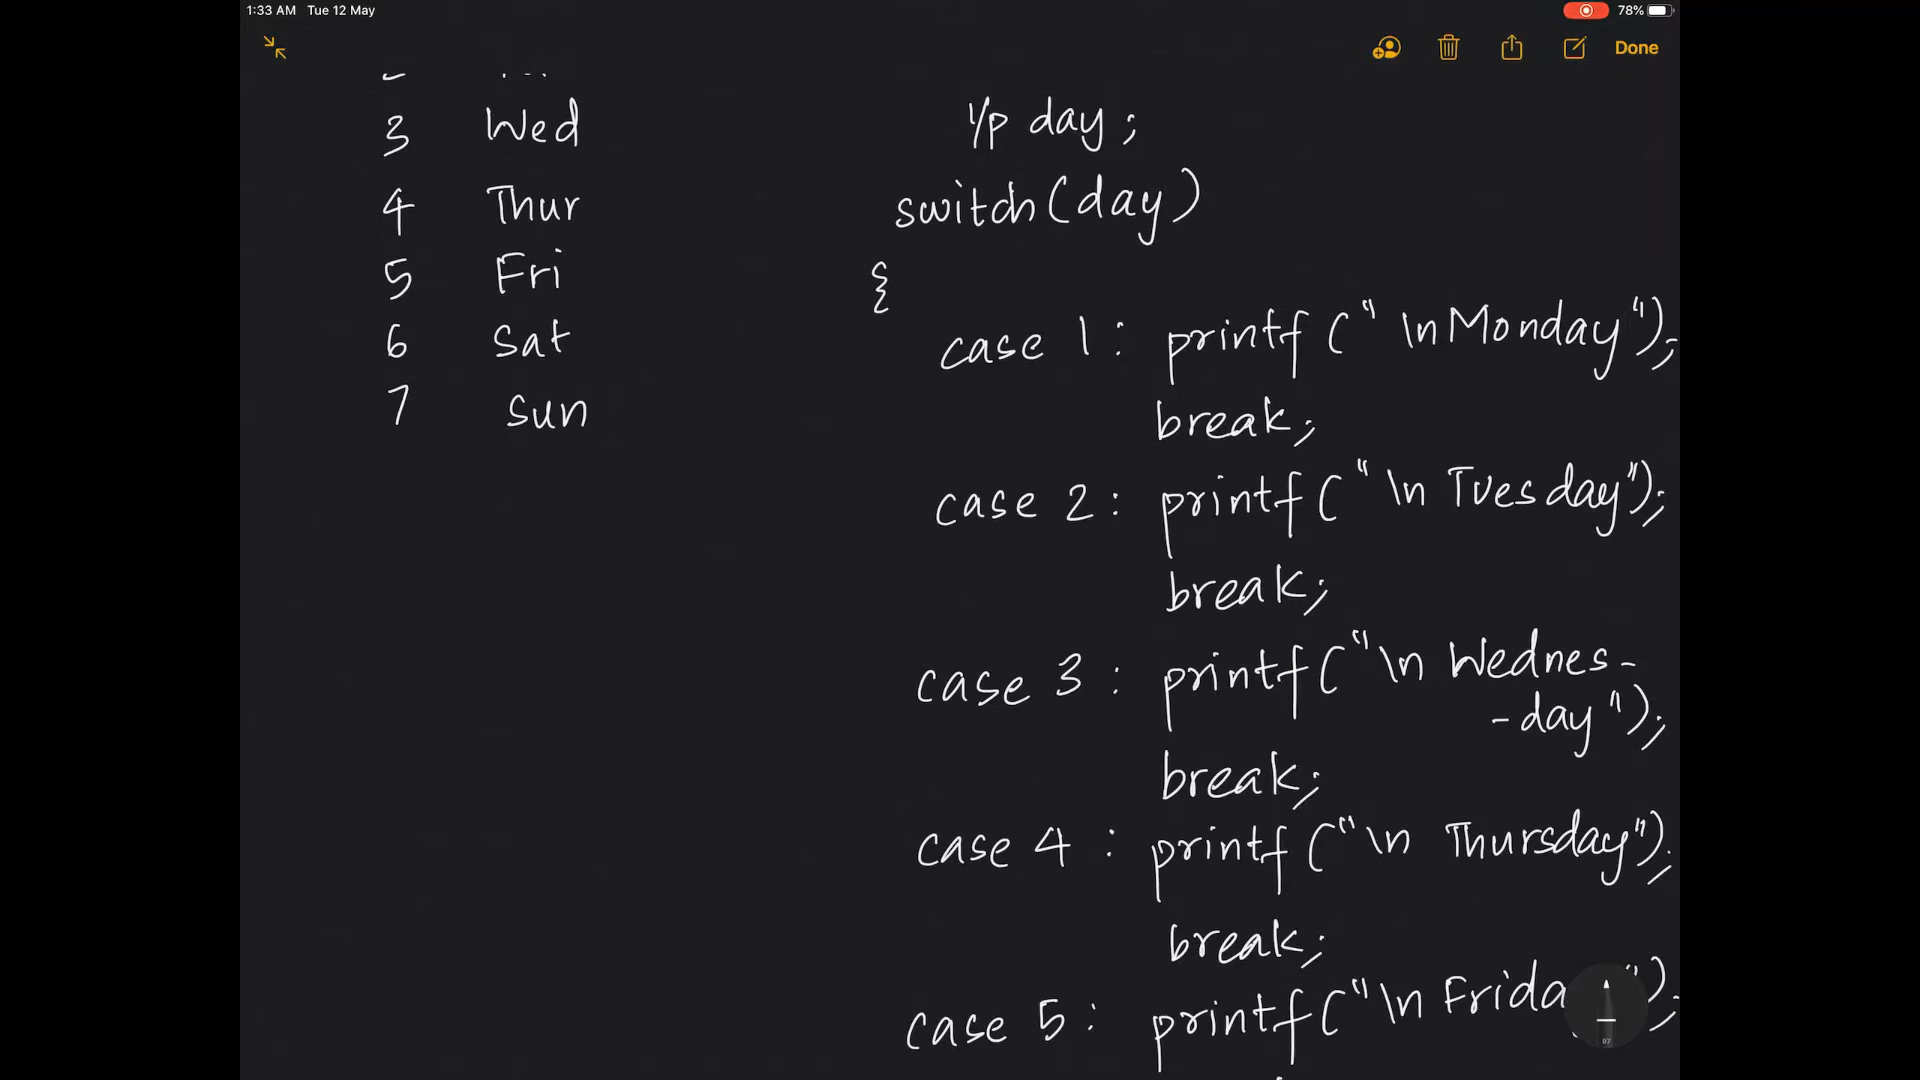 1:33 AM Tue 12 May
78%
Done
3 Wed
4 Thur
5 Fri
6 Sat
7 Sun
I/p day;
switch(day)
{
case 1: printf("\nMonday");
break;
case 2: printf("\n Tuesday");
break;
case 3: printf("\n Wednes-
-day");
break;
case 4: printf("\n Thursday");
break;
case 5: printf("\n Frida ");
97